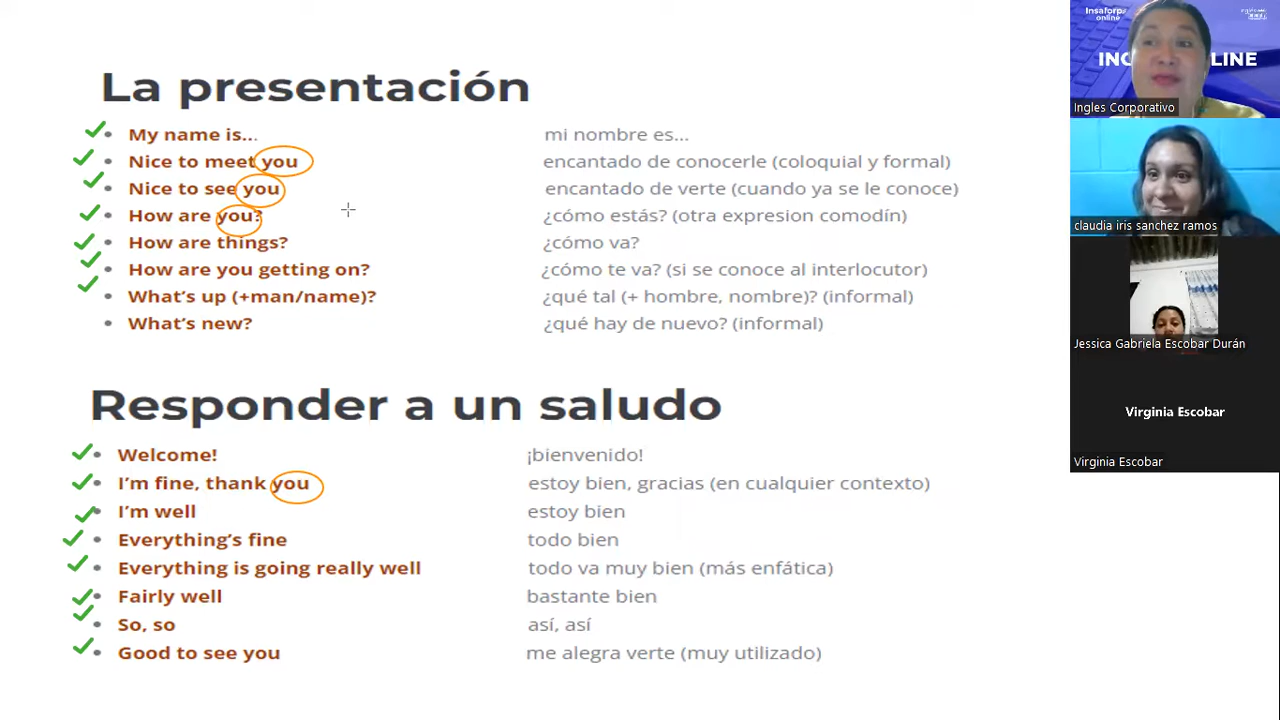 La presentación
My name is... mi nombre es...
Nice to meet you encantado de conocerle (coloquial y formal)
Nice to see you encantado de verte (cuando ya se le conoce)
How are you? ¿cómo estás? (otra expresion comodín)
How are things? ¿cómo va?
How are you getting on? ¿cómo te va? (si se conoce al interlocutor)
What's up (+man/name)? ¿qué tal (+ hombre, nombre)? (informal)
What's new? ¿qué hay de nuevo? (informal)
Responder a un saludo
Welcome! ¡bienvenido!
I'm fine, thank you estoy bien, gracias (en cualquier contexto)
I'm well estoy bien
Everything's fine todo bien
Everything is going really well todo va muy bien (más enfática)
Fairly well bastante bien
So, so así, así
Good to see you me alegra verte (muy utilizado)
Insaforp
online
LINE
Ingles Corporativo
claudia iris sanchez ramos
Jessica Gabriela Escobar Durán
Virginia Escobar
Virginia Escobar